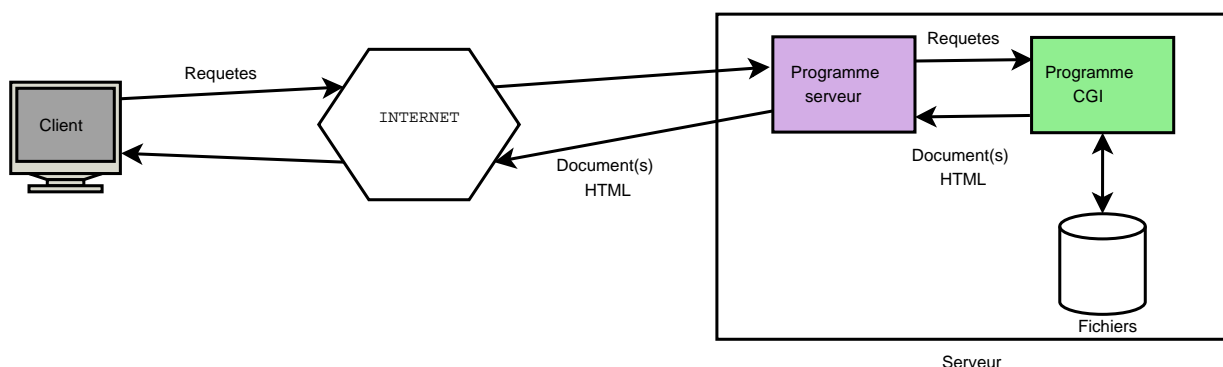 Requetes
Client
INTERNET
Document(s)
HTML
Programme
serveur
Requetes
Programme
CGI
Document(s)
HTML
Fichiers
Serveur